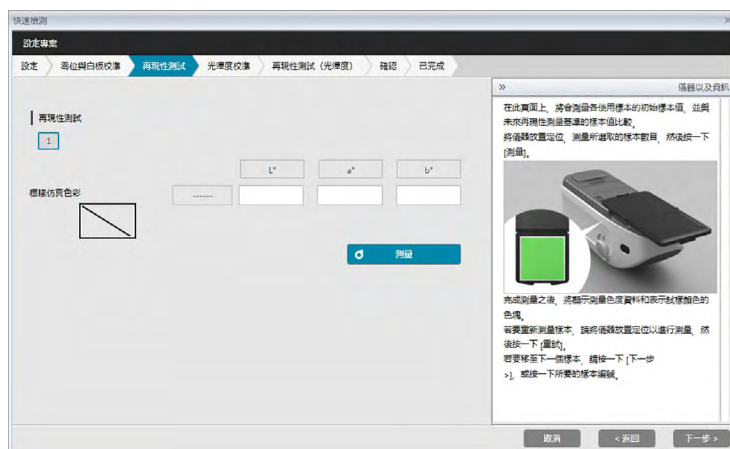 快速檢測
設定專案
設定
零位與白板校準
再現性測試
光澤度校準
再現性測試 (光澤度)
確認
已完成
再現性測試
1
L*
a*
b*
標樣仿真色彩
------
測量
»
儀器以及資訊
在此頁面上，將會測量各使用樣本的初始樣本值，並與
未來再現性測量基準的樣本值比較。
將儀器放置定位，測量所選取的樣本數目，然後按一下
[測量]。
完成測量之後，將顯示測量色度資料和表示試樣顏色的
色塊。
若要重新測量樣本，請將儀器放置定位以進行測量，然
後按一下 [重試]。
若要移至下一個樣本，請按一下 [下一步
>]，或按一下所要的樣本編號。
取消
< 返回
下一步 >